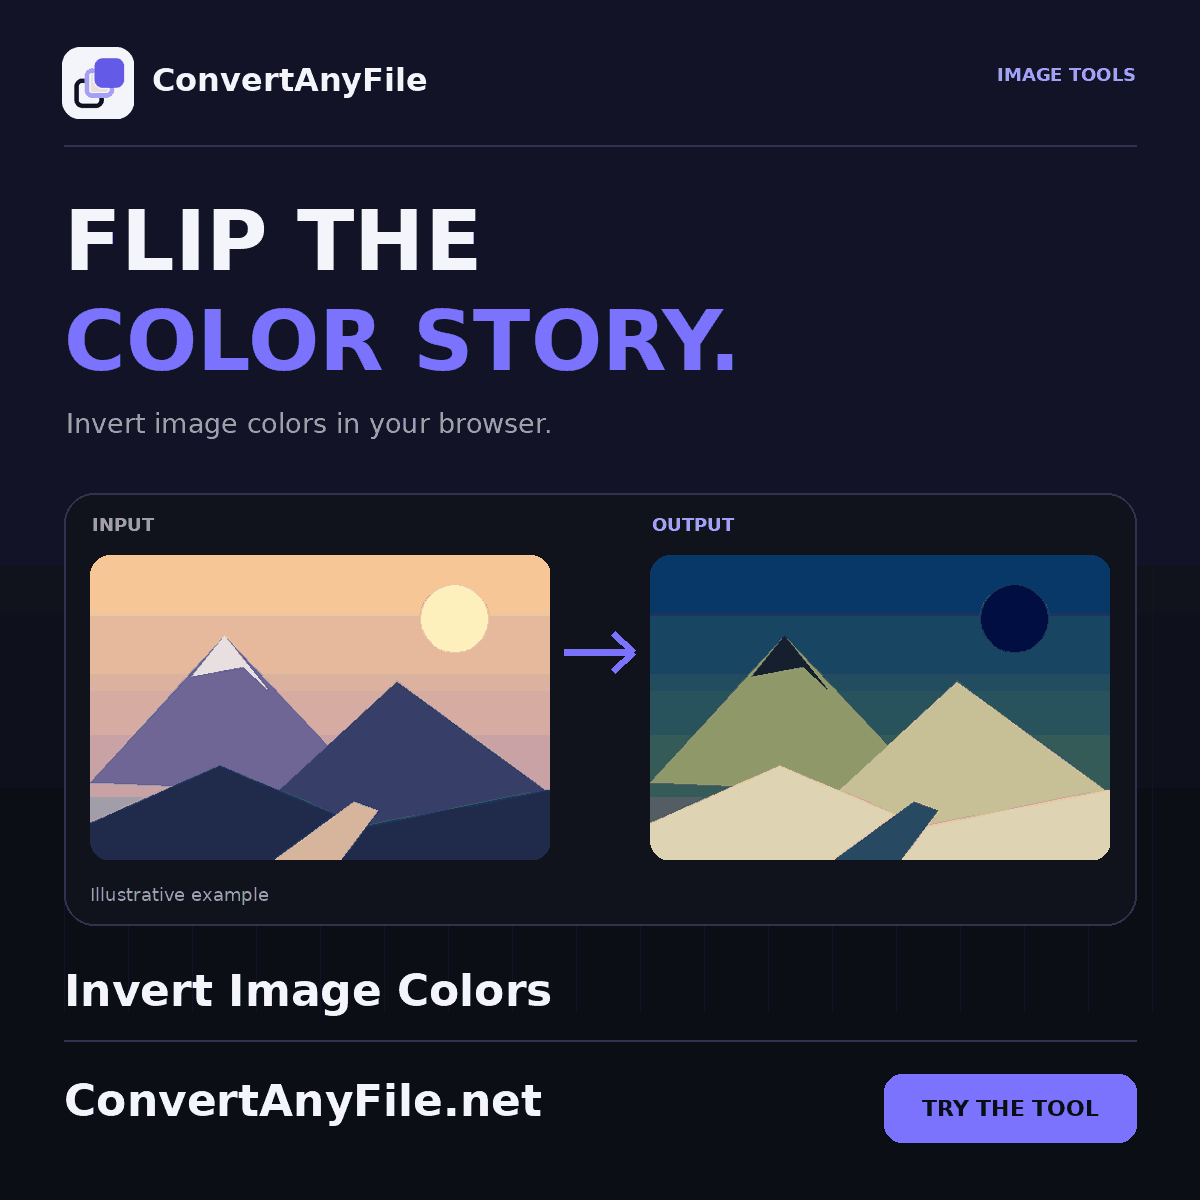 ConvertAnyFile
IMAGE TOOLS
FLIP THE
COLOR STORY.
Invert image colors in your browser.
INPUT
OUTPUT
Illustrative example
Invert Image Colors
ConvertAnyFile.net
TRY THE TOOL